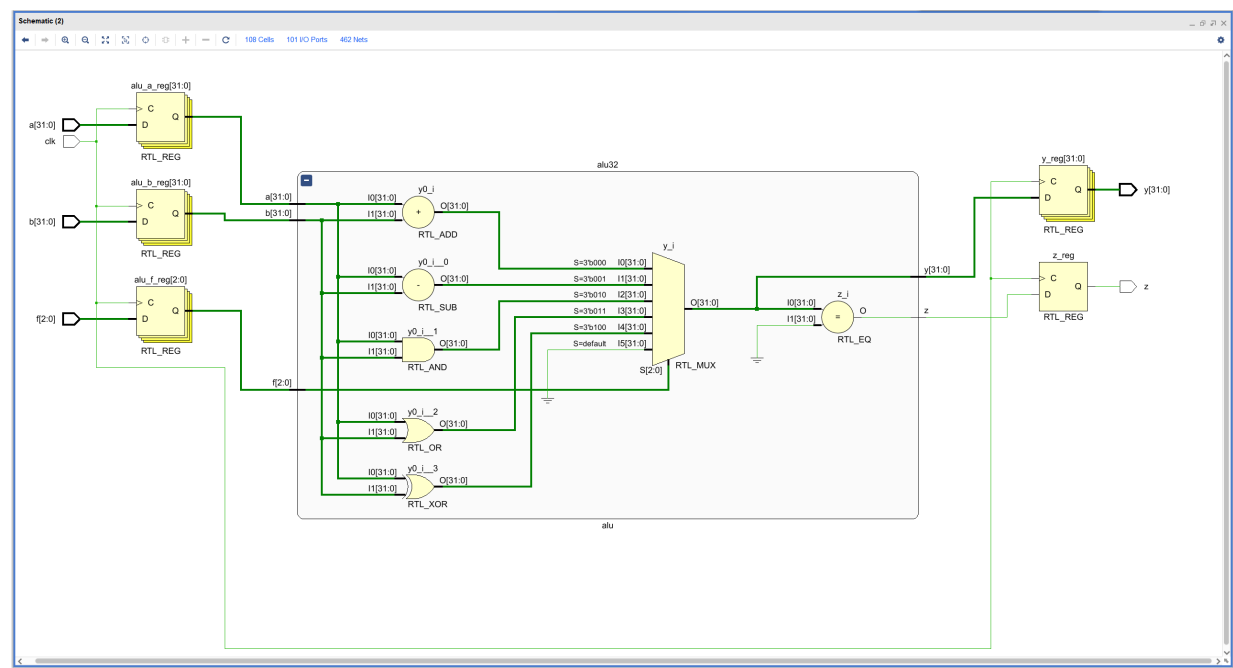 Schematic (2)
108 Cells 101 I/O Ports 462 Nets
alu_a_reg[31:0]
C
D
Q
RTL_REG
a[31:0]
clk
alu_b_reg[31:0]
C
D
Q
RTL_REG
b[31:0]
alu_f_reg[2:0]
C
D
Q
RTL_REG
f[2:0]
alu32
a[31:0]
b[31:0]
f[2:0]
y0_i
I0[31:0]
I1[31:0]
+
O[31:0]
RTL_ADD
y0_i__0
I0[31:0]
I1[31:0]
-
O[31:0]
RTL_SUB
y0_i__1
I0[31:0]
I1[31:0]
O[31:0]
RTL_AND
y0_i__2
I0[31:0]
I1[31:0]
O[31:0]
RTL_OR
y0_i__3
I0[31:0]
I1[31:0]
O[31:0]
RTL_XOR
y_i
S=3'b000 I0[31:0]
S=3'b001 I1[31:0]
S=3'b010 I2[31:0]
S=3'b011 I3[31:0]
S=3'b100 I4[31:0]
S=default I5[31:0]
S[2:0]
O[31:0]
RTL_MUX
z_i
I0[31:0]
I1[31:0]
=
O
RTL_EQ
y[31:0]
z
alu
y_reg[31:0]
C
D
Q
RTL_REG
y[31:0]
z_reg
C
D
Q
RTL_REG
z